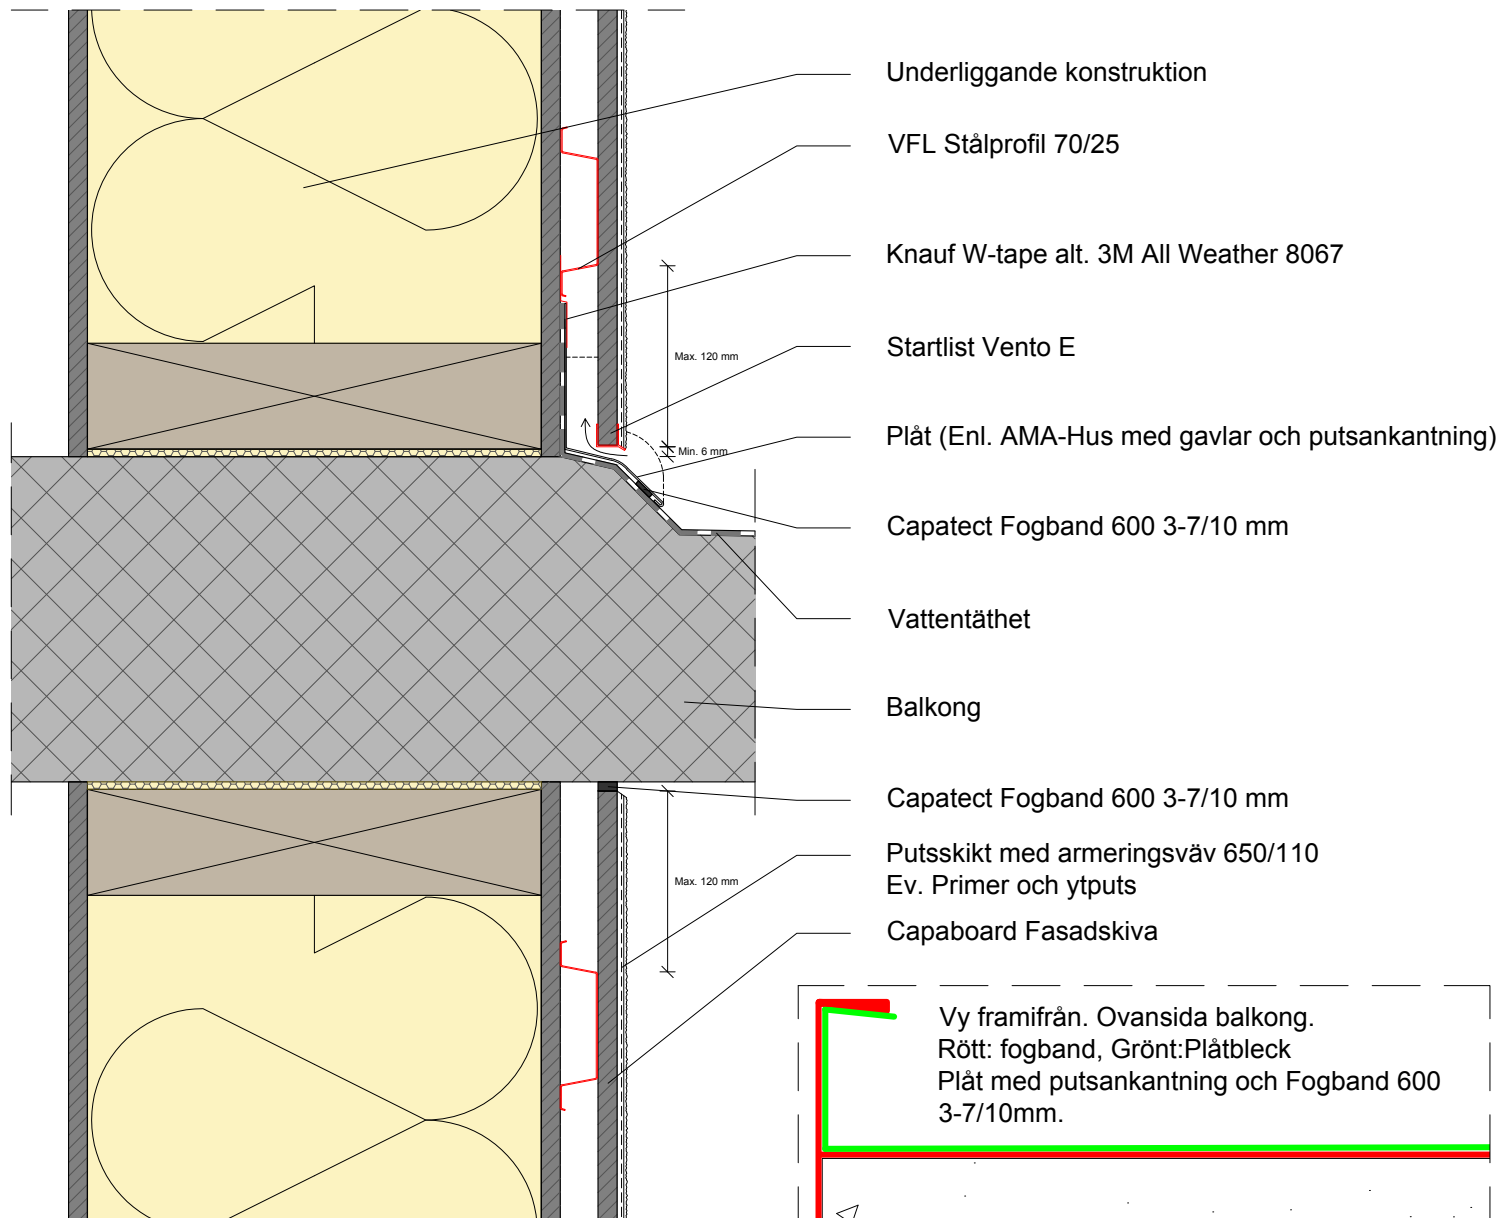 Underliggande konstruktion
VFL Stålprofil 70/25
Knauf W-tape alt. 3M All Weather 8067
Startlist Vento E
Max. 120 mm
Plåt (Enl. AMA-Hus med gavlar och putsankantning)
Min. 6 mm
Capatect Fogband 600 3-7/10 mm
Vattentäthet
Balkong
Capatect Fogband 600 3-7/10 mm
Putsskikt med armeringsväv 650/110
Ev. Primer och ytputs
Max. 120 mm
Capaboard Fasadskiva
Vy framifrån. Ovansida balkong.
Rött: fogband, Grönt:Plåtbleck
Plåt med putsankantning och Fogband 600
3-7/10mm.